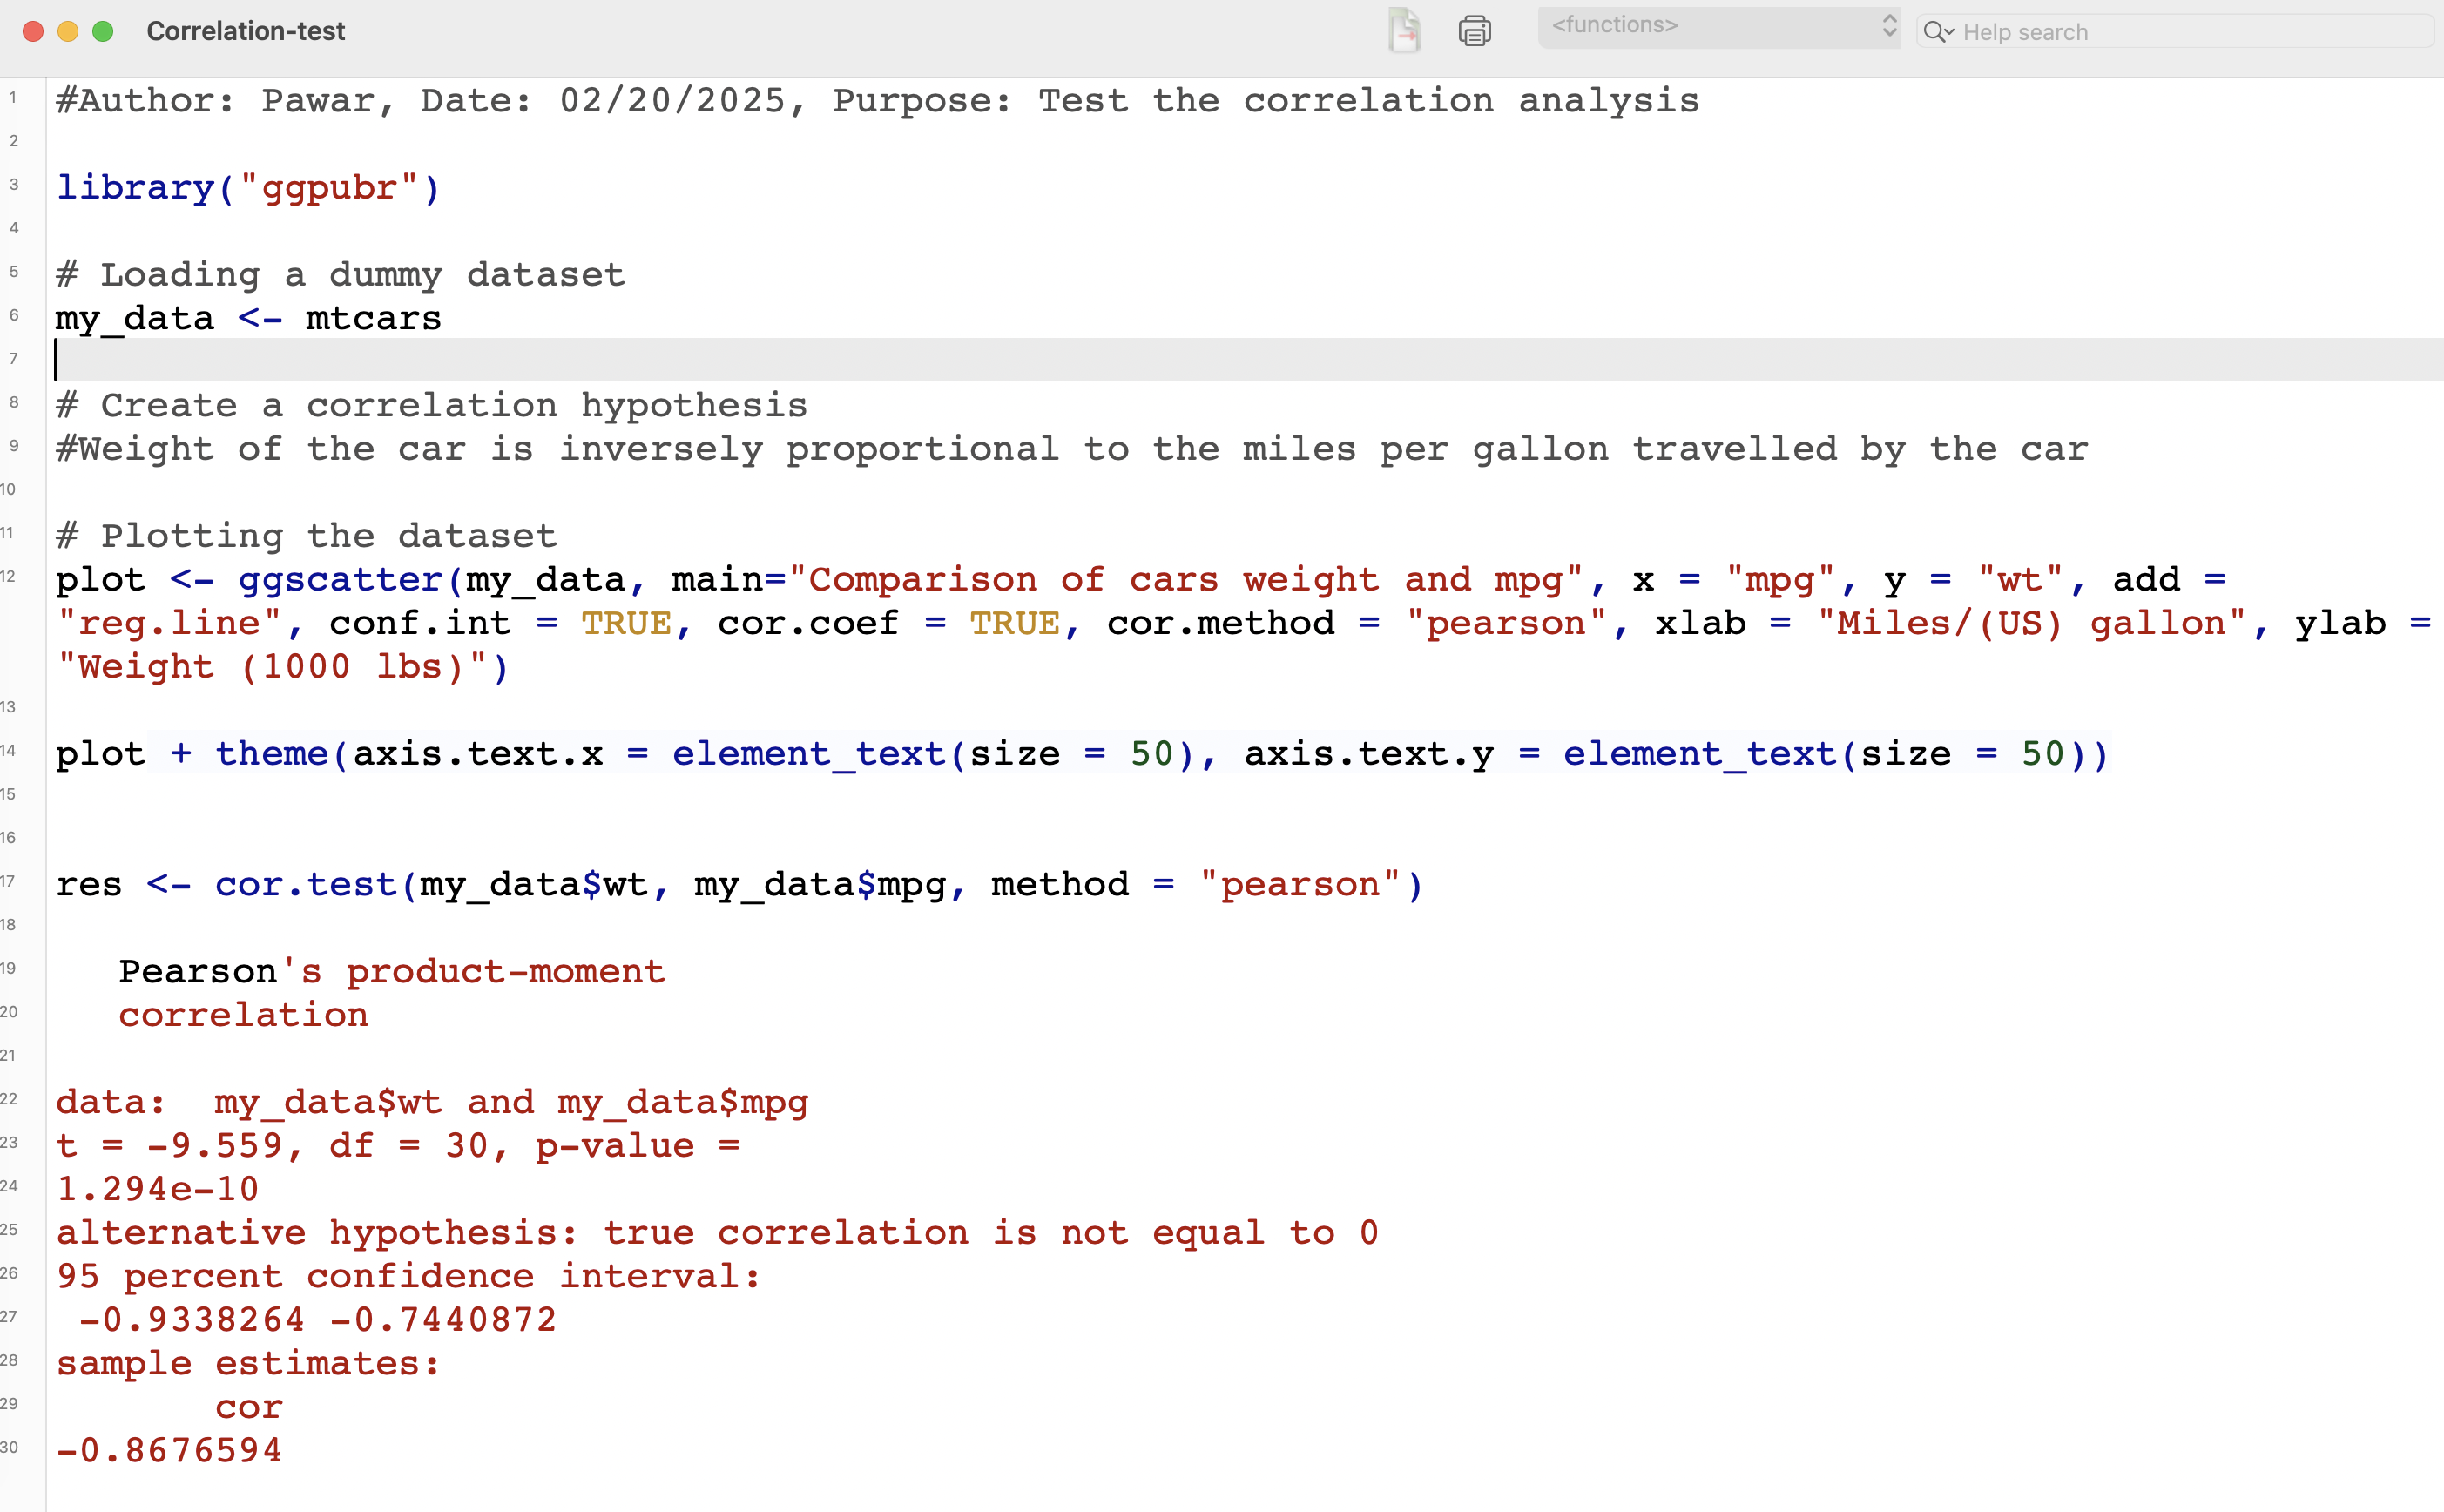 Correlation-test <functions> Help search
1 #Author: Pawar, Date: 02/20/2025, Purpose: Test the correlation analysis
2
3 library("ggpubr")
4
5 # Loading a dummy dataset
6 my_data <- mtcars
7
8 # Create a correlation hypothesis
9 #Weight of the car is inversely proportional to the miles per gallon travelled by the car
10
11 # Plotting the dataset
12 plot <- ggscatter(my_data, main="Comparison of cars weight and mpg", x = "mpg", y = "wt", add =
"reg.line", conf.int = TRUE, cor.coef = TRUE, cor.method = "pearson", xlab = "Miles/(US) gallon", ylab =
"Weight (1000 lbs)")
13
14 plot + theme(axis.text.x = element_text(size = 50), axis.text.y = element_text(size = 50))
15
16
17 res <- cor.test(my_data$wt, my_data$mpg, method = "pearson")
18
19 Pearson's product-moment
20 correlation
21
22 data:  my_data$wt and my_data$mpg
23 t = -9.559, df = 30, p-value =
24 1.294e-10
25 alternative hypothesis: true correlation is not equal to 0
26 95 percent confidence interval:
27 -0.9338264 -0.7440872
28 sample estimates:
29 cor
30 -0.8676594